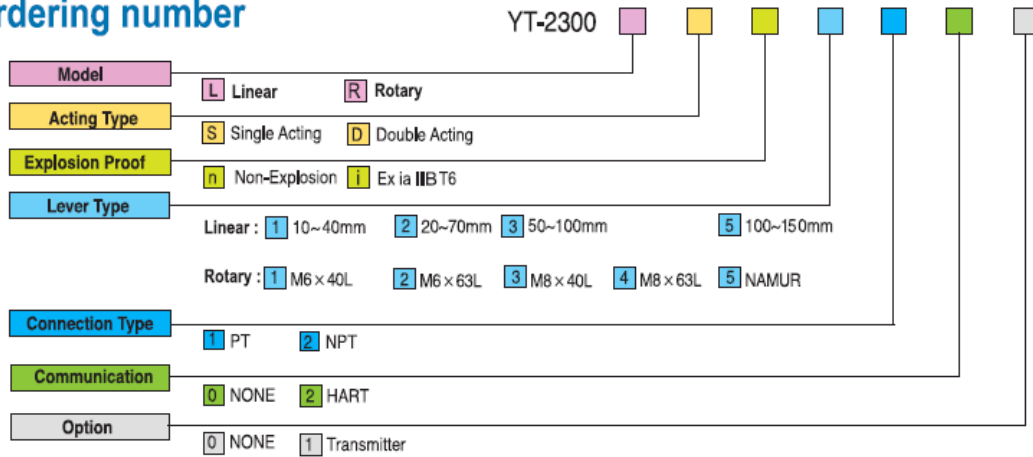 rdering number
YT-2300
Model
L Linear R Rotary
Acting Type
S Single Acting D Double Acting
Explosion Proof
n Non-Explosion i Ex ia IIB T6
Lever Type
Linear : 1 10~40mm 2 20~70mm 3 50~100mm 5 100~150mm
Rotary : 1 M6×40L 2 M6×63L 3 M8×40L 4 M8×63L 5 NAMUR
Connection Type
1 PT 2 NPT
Communication
0 NONE 2 HART
Option
0 NONE 1 Transmitter